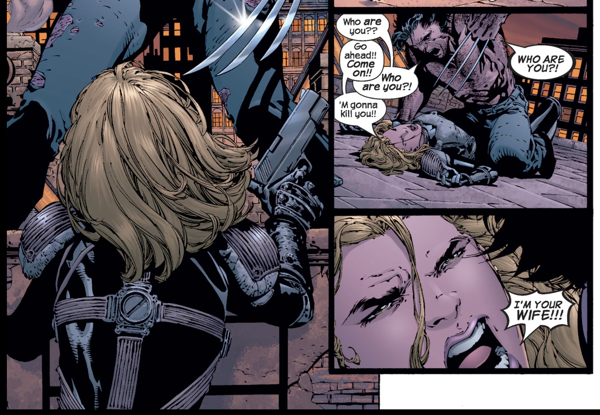 Who are
you??
Go
ahead!!
Come
on!!
Who are
you?!
'M gonna
kill you!!
WHO ARE
YOU?!
I'M YOUR
WIFE!!!